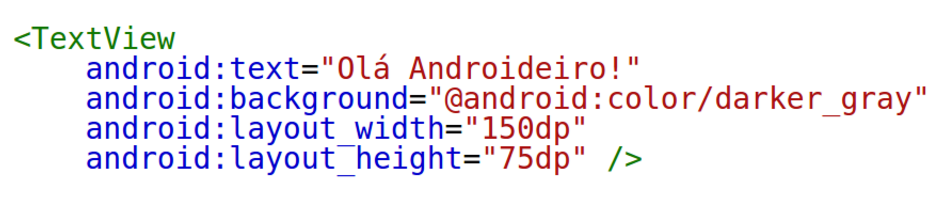 <TextView
android:text="Olá Androideiro!"
android:background="@android:color/darker_gray"
android:layout_width="150dp"
android:layout_height="75dp" />